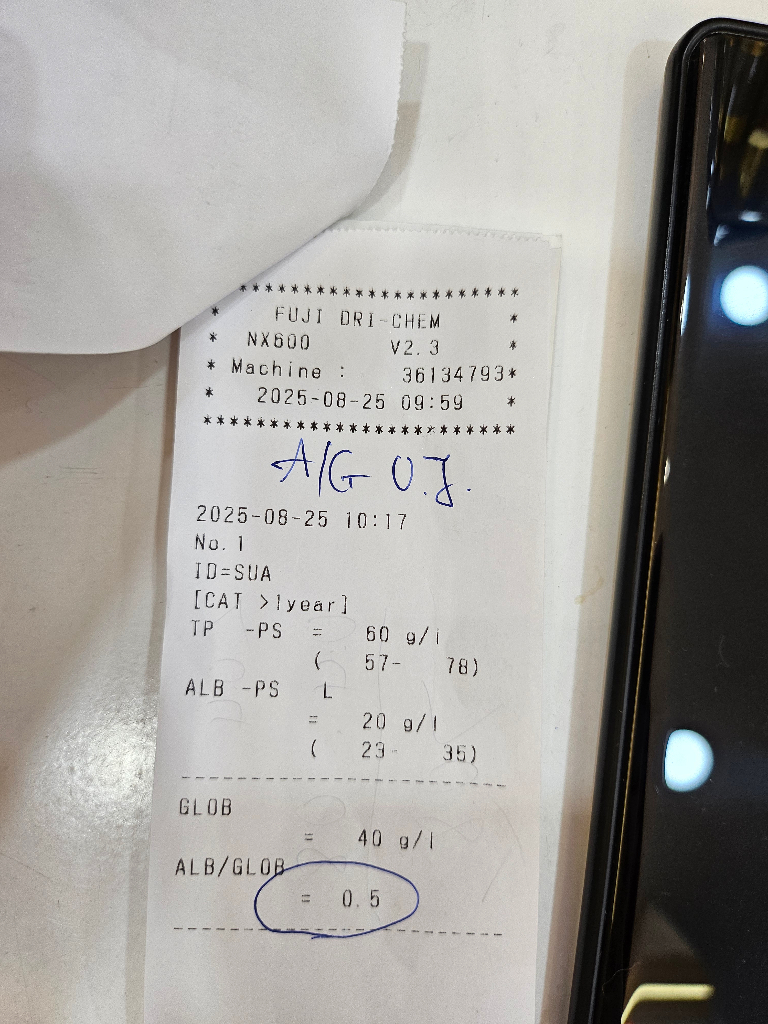 **********************
* FUJI DRI-CHEM *
* NX600 V2.3 *
* Machine : 36134793*
* 2025-08-25 09:59 *
************************
A/G
2025-08-25 10:17
No.1
ID=SUA
[CAT >1year]
TP -PS = 60 g/l
( 57- 78)
ALB -PS L
= 20 g/l
( 23- 35)
------------------------------
GLOB
= 40 g/l
ALB/GLOB
= 0.5
------------------------------